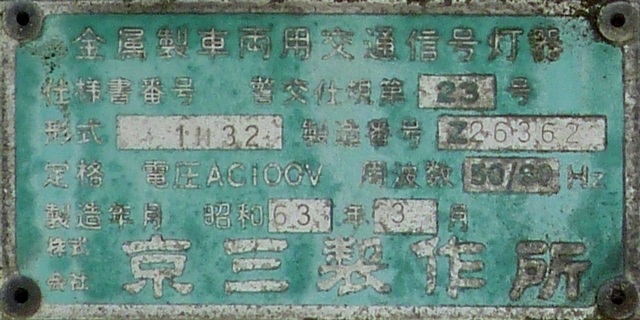 金属製車両用交通信号灯器
仕様書番号 警交仕規第 23 号
形式 1H32 製造番号 Z26362
定格 電圧AC100V 周波数 50/60 Hz
製造年月 昭和 63 年 3 月
株式会社 京三製作所